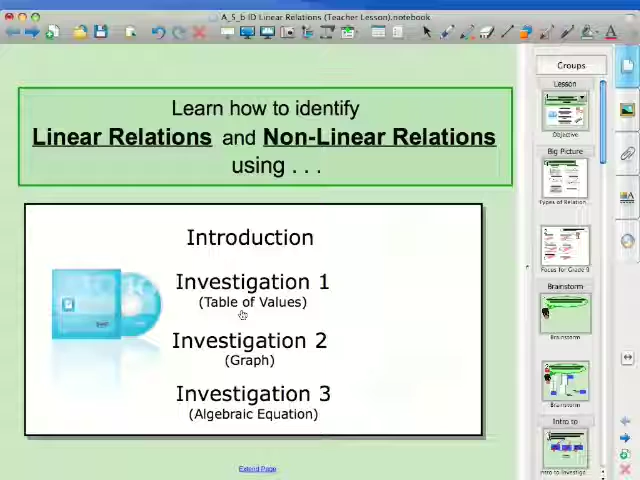 A_5_b ID Linear Relations (Teacher Lesson).notebook
Learn how to identify
Linear Relations and Non-Linear Relations
using . . .
Introduction
Investigation 1
(Table of Values)
Investigation 2
(Graph)
Investigation 3
(Algebraic Equation)
Extend Page
Groups
Lesson
Objective
Big Picture
Types of Relation
Focus for Grade 9
Brainstorm
Brainstorm
Brainstorm
Intro to
Intro to Investiga